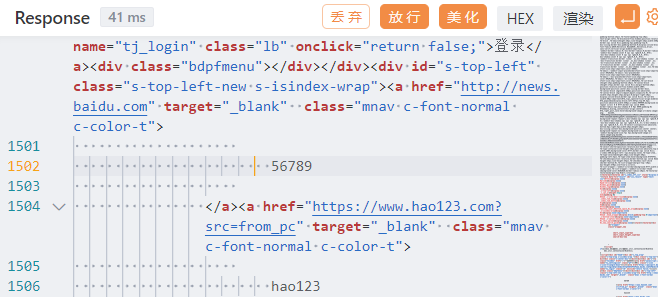 Response 41 ms 丢弃 放行 美化 HEX 渲染
name="tj_login" class="lb" onclick="return false;">登录</
a><div class="bdpfmenu"></div></div><div id="s-top-left"
class="s-top-left-new s-isindex-wrap"><a href="http://news.
baidu.com" target="_blank" class="mnav c-font-normal
c-color-t">
1501
1502 56789
1503
1504 </a><a href="https://www.hao123.com?
src=from_pc" target="_blank" class="mnav
c-font-normal c-color-t">
1505
1506 hao123